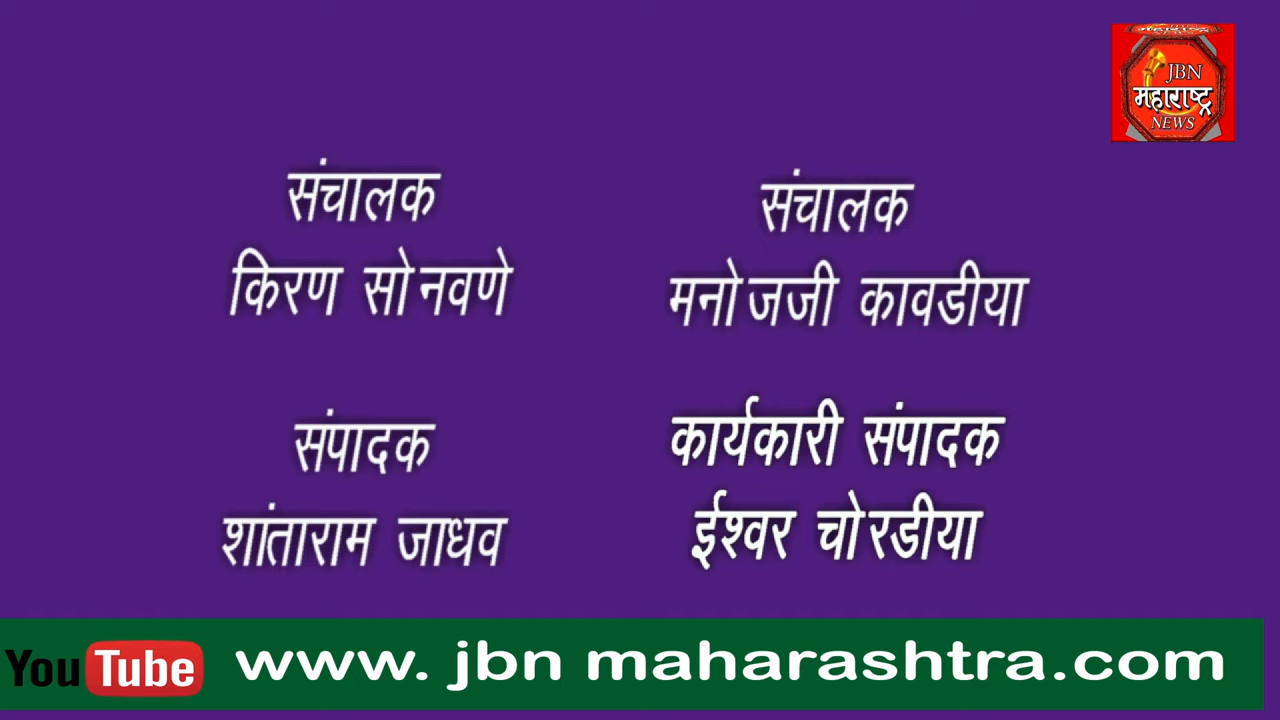 JBN
महाराष्ट्र
NEWS
संचालक
किरण सोनवणे
संचालक
मनोजजी कावडीया
संपादक
शांताराम जाधव
कार्यकारी संपादक
ईश्वर चोरडीया
YouTube
www. jbn maharashtra.com